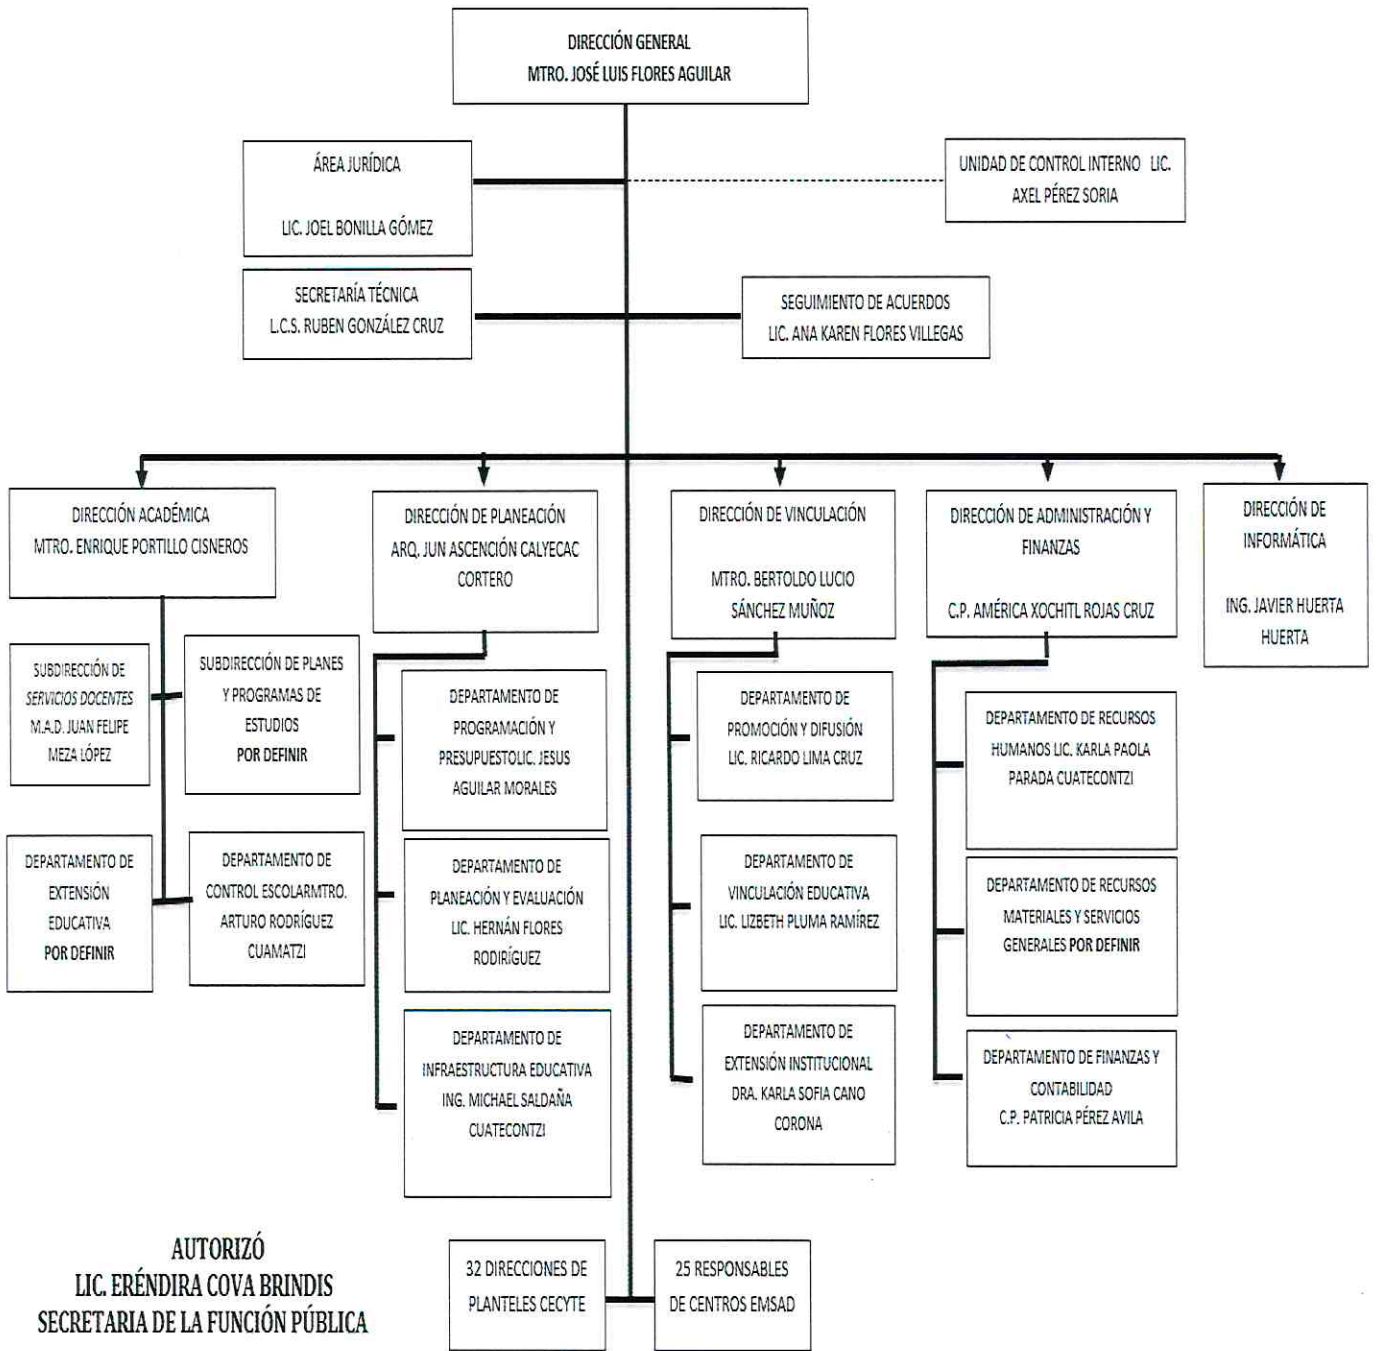 DIRECCIÓN GENERAL
MTRO. JOSÉ LUIS FLORES AGUILAR
ÁREA JURÍDICA
LIC. JOEL BONILLA GÓMEZ
UNIDAD DE CONTROL INTERNO LIC.
AXEL PÉREZ SORIA
SECRETARÍA TÉCNICA
L.C.S. RUBEN GONZÁLEZ CRUZ
SEGUIMIENTO DE ACUERDOS
LIC. ANA KAREN FLORES VILLEGAS
DIRECCIÓN ACADÉMICA
MTRO. ENRIQUE PORTILLO CISNEROS
DIRECCIÓN DE PLANEACIÓN
ARQ. JUN ASCENCIÓN CALYECAC
CORTERO
DIRECCIÓN DE VINCULACIÓN
MTRO. BERTOLDO LUCIO
SÁNCHEZ MUÑOZ
DIRECCIÓN DE ADMINISTRACIÓN Y
FINANZAS
C.P. AMÉRICA XOCHITL ROJAS CRUZ
DIRECCIÓN DE
INFORMÁTICA
ING. JAVIER HUERTA
HUERTA
SUBDIRECCIÓN DE
SERVICIOS DOCENTES
M.A.D. JUAN FELIPE
MEZA LÓPEZ
SUBDIRECCIÓN DE PLANES
Y PROGRAMAS DE
ESTUDIOS
POR DEFINIR
DEPARTAMENTO DE
EXTENSIÓN
EDUCATIVA
POR DEFINIR
DEPARTAMENTO DE
CONTROL ESCOLARMTRO.
ARTURO RODRÍGUEZ
CUAMATZI
DEPARTAMENTO DE
PROGRAMACIÓN Y
PRESUPUESTOLIC. JESUS
AGUILAR MORALES
DEPARTAMENTO DE
PLANEACIÓN Y EVALUACIÓN
LIC. HERNÁN FLORES
RODRÍGUEZ
DEPARTAMENTO DE
INFRAESTRUCTURA EDUCATIVA
ING. MICHAEL SALDAÑA
CUATECONTZI
DEPARTAMENTO DE
PROMOCIÓN Y DIFUSIÓN
LIC. RICARDO LIMA CRUZ
DEPARTAMENTO DE
VINCULACIÓN EDUCATIVA
LIC. LIZBETH PLUMA RAMÍREZ
DEPARTAMENTO DE
EXTENSIÓN INSTITUCIONAL
DRA. KARLA SOFIA CANO
CORONA
DEPARTAMENTO DE RECURSOS
HUMANOS LIC. KARLA PAOLA
PARADA CUATECONTZI
DEPARTAMENTO DE RECURSOS
MATERIALES Y SERVICIOS
GENERALES POR DEFINIR
DEPARTAMENTO DE FINANZAS Y
CONTABILIDAD
C.P. PATRICIA PÉREZ AVILA
AUTORIZÓ
LIC. ERÉNDIRA COVA BRINDIS
SECRETARIA DE LA FUNCIÓN PÚBLICA
32 DIRECCIONES DE
PLANTELES CECYTE
25 RESPONSABLES
DE CENTROS EMSAD